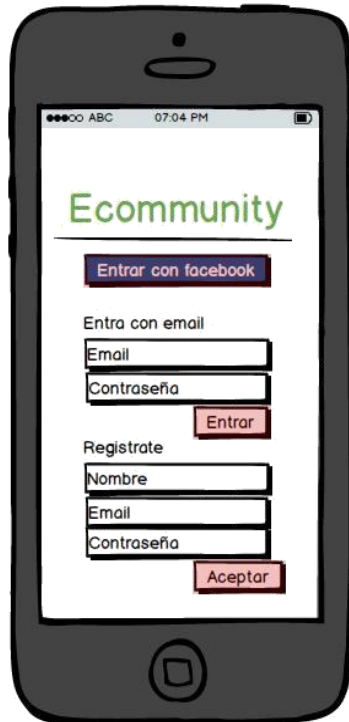 ABC 07:04 PM
Ecommunity
Entrar con facebook
Entra con email
Email
Contraseña
Entrar
Registrate
Nombre
Email
Contraseña
Aceptar